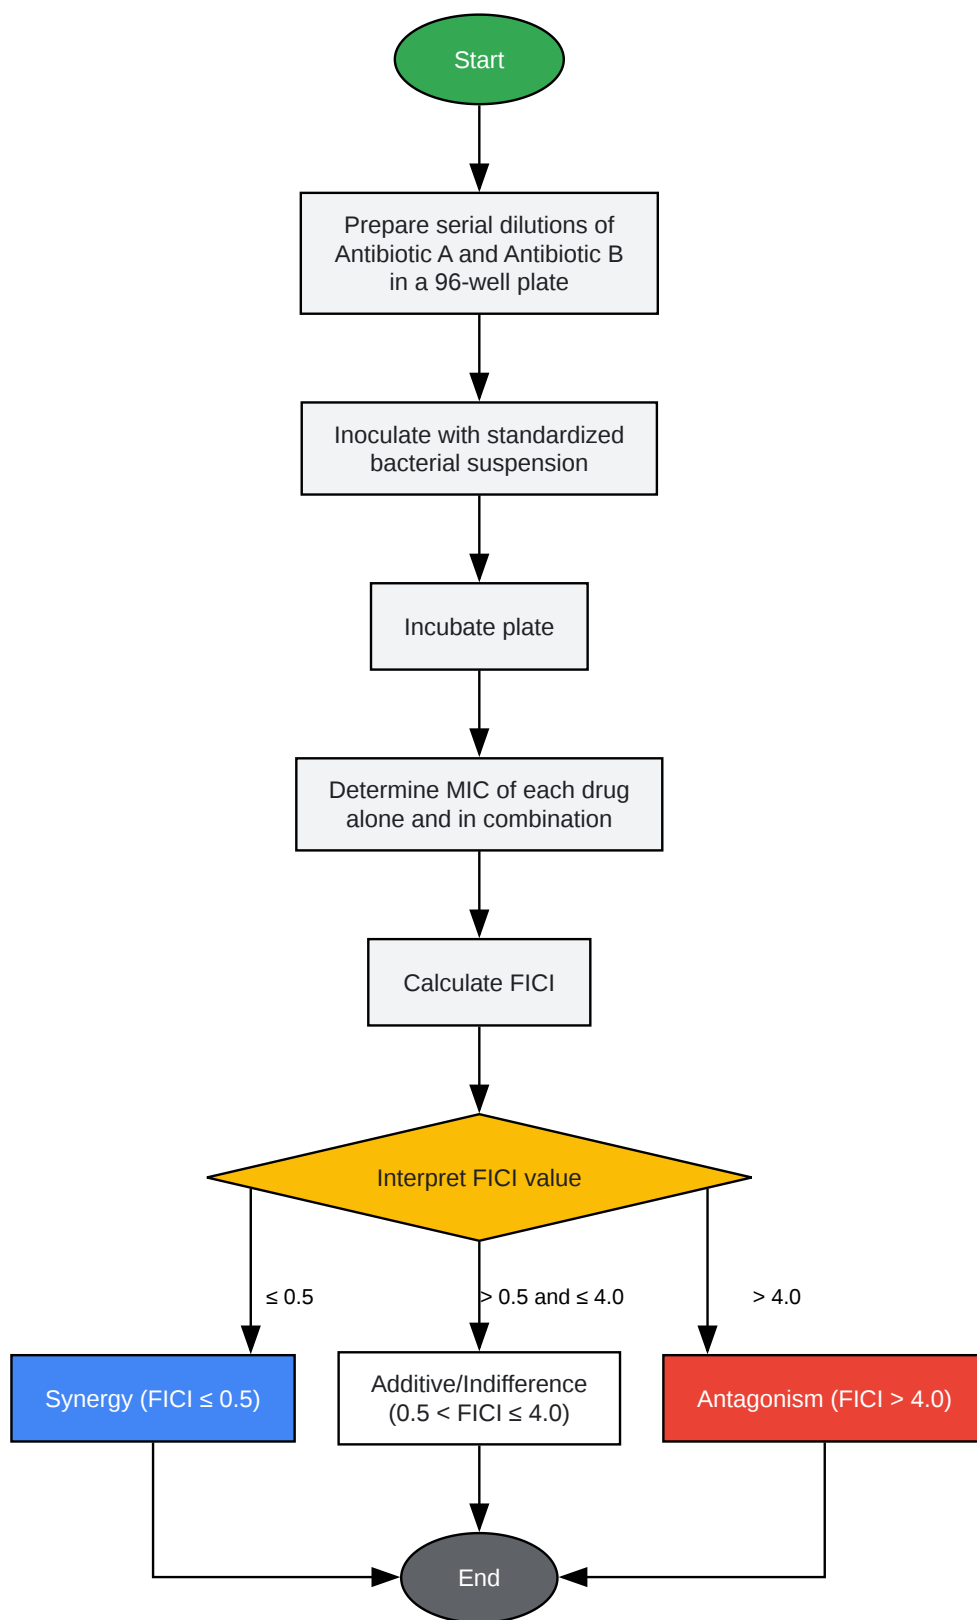 Start
Prepare serial dilutions of
Antibiotic A and Antibiotic B
in a 96-well plate
Inoculate with standardized
bacterial suspension
Incubate plate
Determine MIC of each drug
alone and in combination
Calculate FICI
Interpret FICI value
≤ 0.5
> 0.5 and ≤ 4.0
> 4.0
Synergy (FICI ≤ 0.5)
Additive/Indifference
(0.5 < FICI ≤ 4.0)
Antagonism (FICI > 4.0)
End